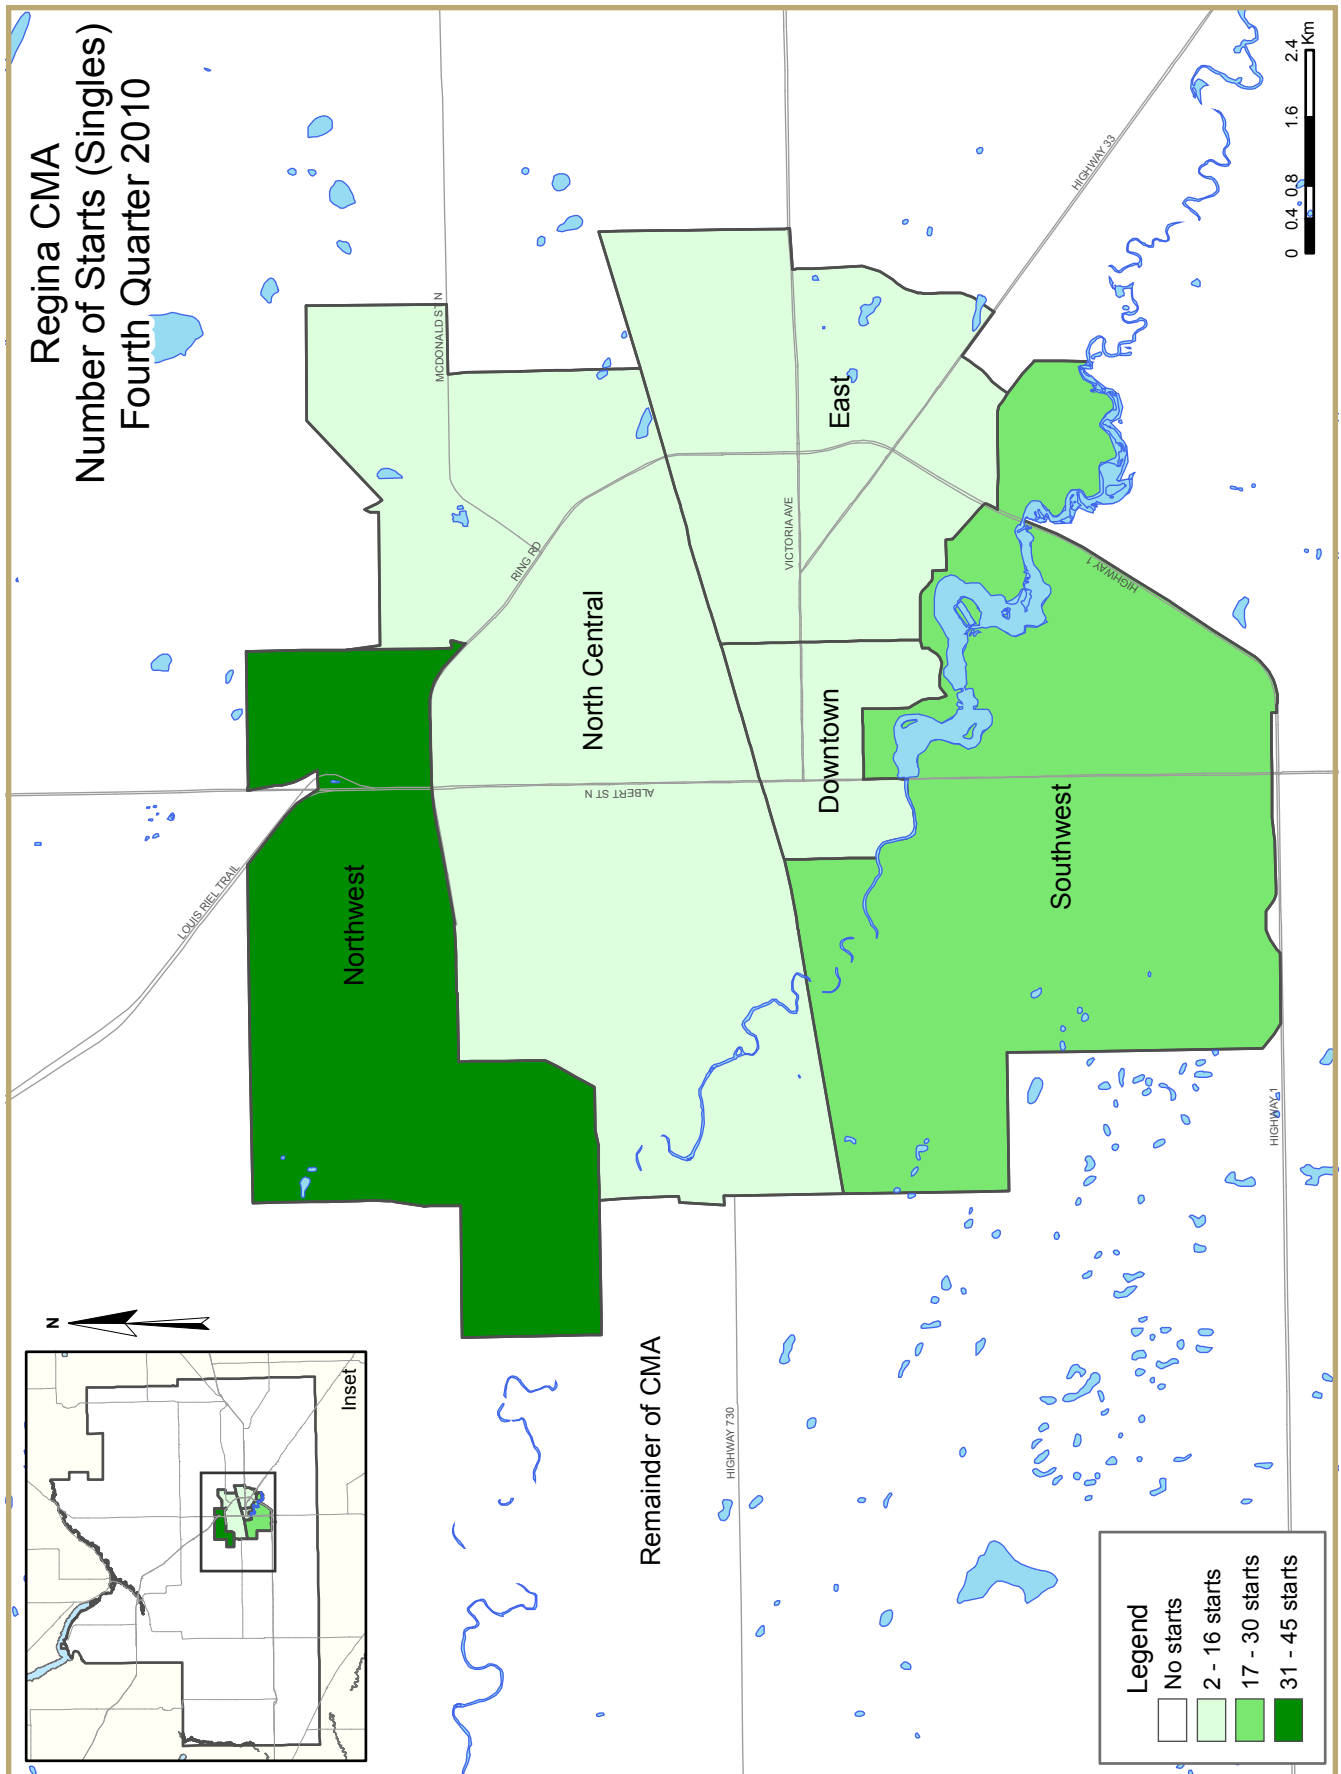 Regina CMA
Number of Starts (Singles)
Fourth Quarter 2010
N
Inset
LOUIS RIEL TRAIL
MCDONALD ST N
Northwest
RING RD
North Central
ALBERT ST N
Remainder of CMA
HIGHWAY 730
VICTORIA AVE
Downtown
East
Southwest
HIGHWAY 33
HIGHWAY 1
HIGHWAY 1
Legend
No starts
2 - 16 starts
17 - 30 starts
31 - 45 starts
0 0.4 0.8 1.6 2.4
Km